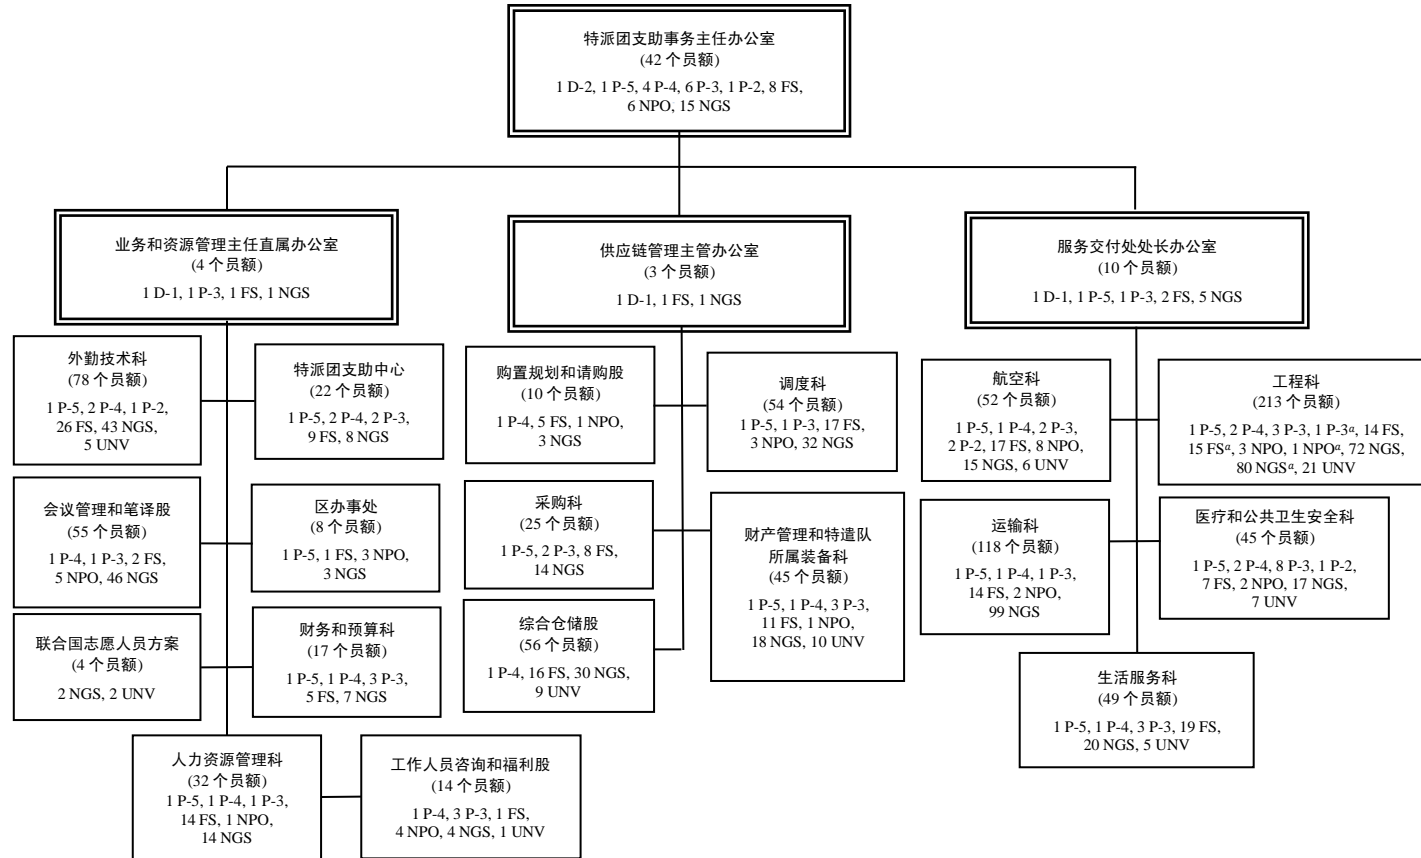 特派团支助事务主任办公室
(42 个员额)
1 D-2, 1 P-5, 4 P-4, 6 P-3, 1 P-2, 8 FS,
6 NPO, 15 NGS
业务和资源管理主任直属办公室
(4 个员额)
1 D-1, 1 P-3, 1 FS, 1 NGS
供应链管理主管办公室
(3 个员额)
1 D-1, 1 FS, 1 NGS
服务交付处处长办公室
(10 个员额)
1 D-1, 1 P-5, 1 P-3, 2 FS, 5 NGS
外勤技术科
(78 个员额)
1 P-5, 2 P-4, 1 P-2,
26 FS, 43 NGS,
5 UNV
特派团支助中心
(22 个员额)
1 P-5, 2 P-4, 2 P-3,
9 FS, 8 NGS
购置规划和请购股
(10 个员额)
1 P-4, 5 FS, 1 NPO,
3 NGS
调度科
(54 个员额)
1 P-5, 1 P-3, 17 FS,
3 NPO, 32 NGS
航空科
(52 个员额)
1 P-5, 1 P-4, 2 P-3,
2 P-2, 17 FS, 8 NPO,
15 NGS, 6 UNV
工程科
(213 个员额)
1 P-5, 2 P-4, 3 P-3, 1 P-3ᵃ, 14 FS,
15 FSᵃ, 3 NPO, 1 NPOᵃ, 72 NGS,
80 NGSᵃ, 21 UNV
会议管理和笔译股
(55 个员额)
1 P-4, 1 P-3, 2 FS,
5 NPO, 46 NGS
区办事处
(8 个员额)
1 P-5, 1 FS, 3 NPO,
3 NGS
采购科
(25 个员额)
1 P-5, 2 P-3, 8 FS,
14 NGS
财产管理和特遣队
所属装备科
(45 个员额)
1 P-5, 1 P-4, 3 P-3,
11 FS, 1 NPO,
18 NGS, 10 UNV
运输科
(118 个员额)
1 P-5, 1 P-4, 1 P-3,
14 FS, 2 NPO,
99 NGS
医疗和公共卫生安全科
(45 个员额)
1 P-5, 2 P-4, 8 P-3, 1 P-2,
7 FS, 2 NPO, 17 NGS,
7 UNV
联合国志愿人员方案
(4 个员额)
2 NGS, 2 UNV
财务和预算科
(17 个员额)
1 P-5, 1 P-4, 3 P-3,
5 FS, 7 NGS
综合仓储股
(56 个员额)
1 P-4, 16 FS, 30 NGS,
9 UNV
生活服务科
(49 个员额)
1 P-5, 1 P-4, 3 P-3, 19 FS,
20 NGS, 5 UNV
人力资源管理科
(32 个员额)
1 P-5, 1 P-4, 1 P-3,
14 FS, 1 NPO,
14 NGS
工作人员咨询和福利股
(14 个员额)
1 P-4, 3 P-3, 1 FS,
4 NPO, 4 NGS, 1 UNV